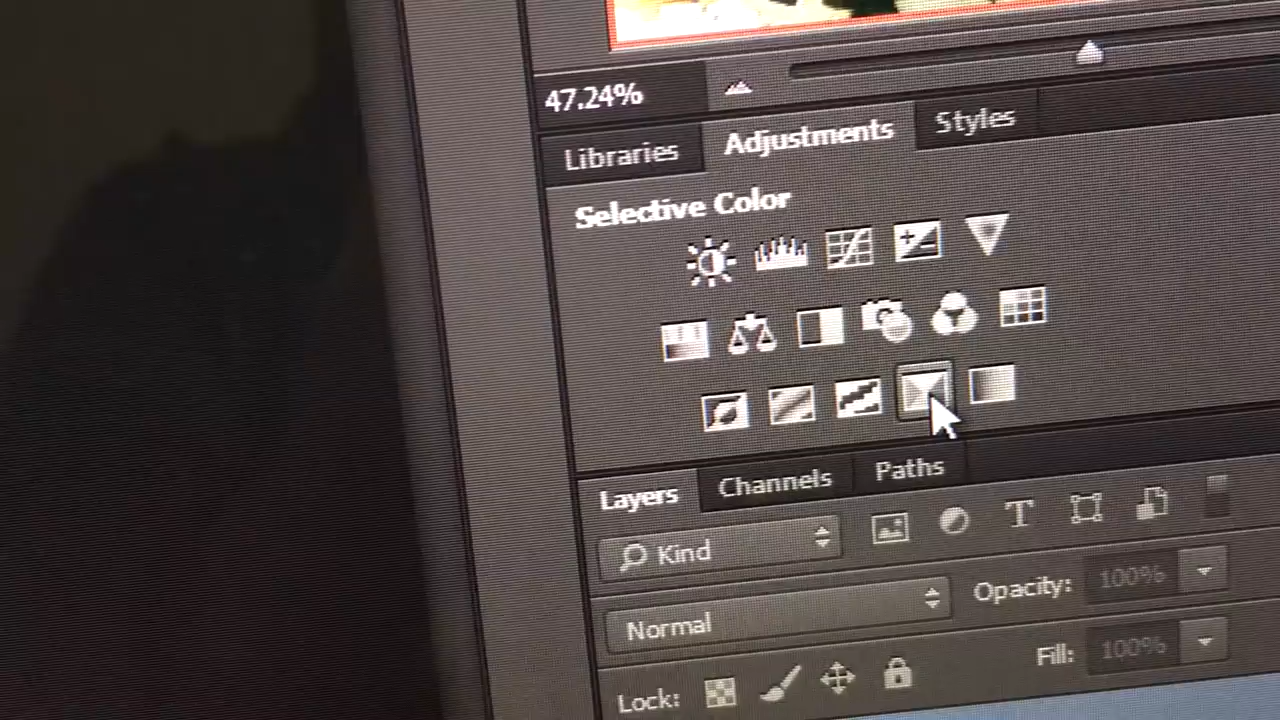 47.24%
Libraries Adjustments Styles
Selective Color
Layers Channels Paths
Kind
Normal Opacity: 100%
Lock: Fill: 100%